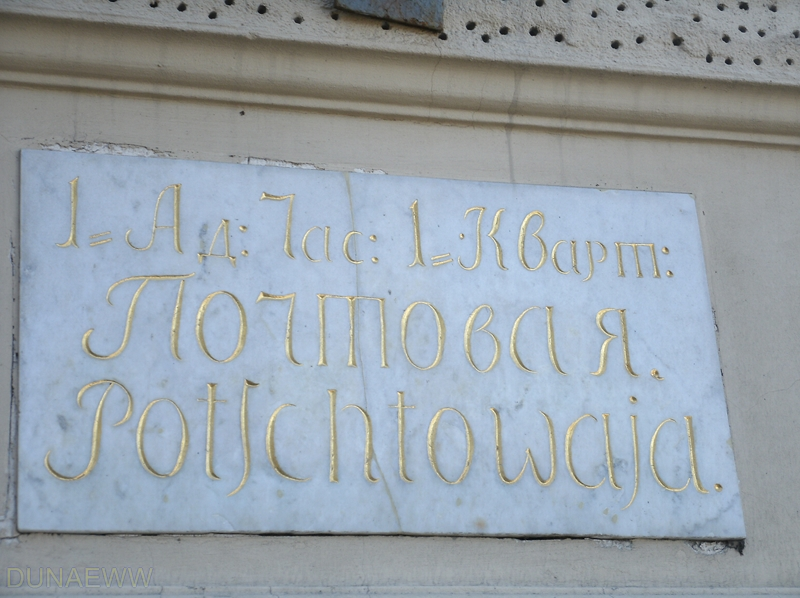 1= Ад: Час: 1= Кварт:
Почтовая.
Potſchtowaja.
DUNAEWW